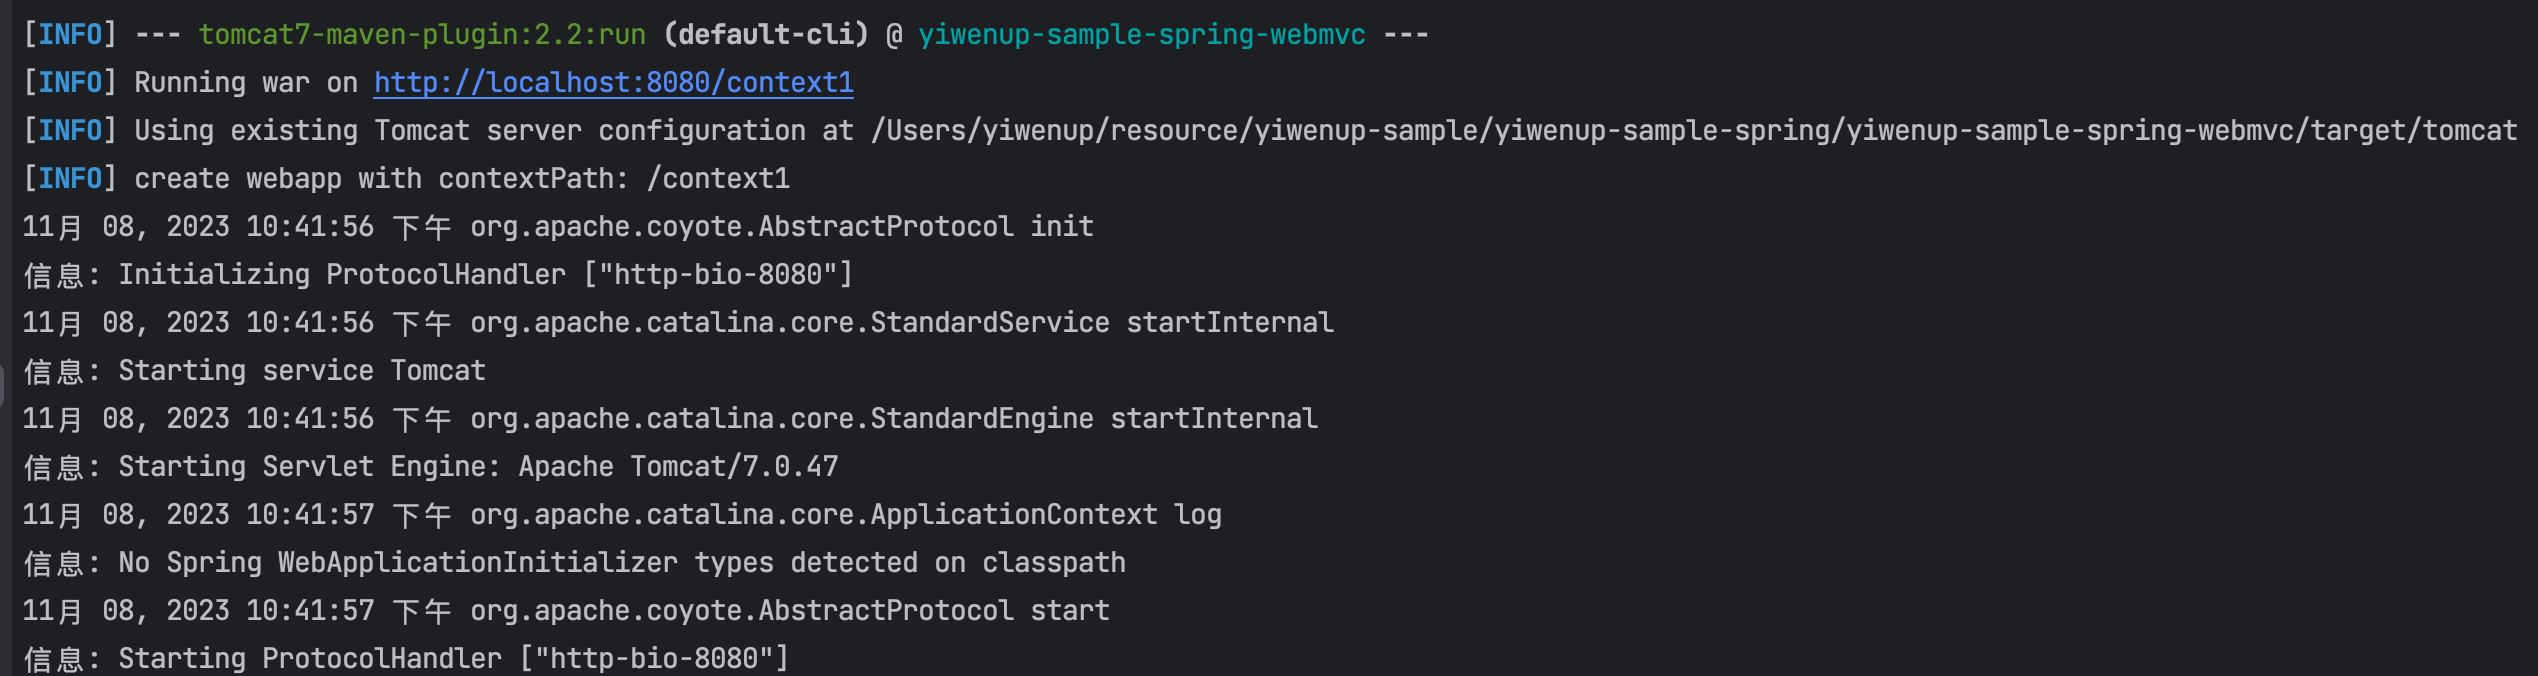 [INFO] --- tomcat7-maven-plugin:2.2:run (default-cli) @ yiwenup-sample-spring-webmvc ---
[INFO] Running war on http://localhost:8080/context1
[INFO] Using existing Tomcat server configuration at /Users/yiwenup/resource/yiwenup-sample/yiwenup-sample-spring/yiwenup-sample-spring-webmvc/target/tomcat
[INFO] create webapp with contextPath: /context1
11月 08, 2023 10:41:56 下午 org.apache.coyote.AbstractProtocol init
信息: Initializing ProtocolHandler ["http-bio-8080"]
11月 08, 2023 10:41:56 下午 org.apache.catalina.core.StandardService startInternal
信息: Starting service Tomcat
11月 08, 2023 10:41:56 下午 org.apache.catalina.core.StandardEngine startInternal
信息: Starting Servlet Engine: Apache Tomcat/7.0.47
11月 08, 2023 10:41:57 下午 org.apache.catalina.core.ApplicationContext log
信息: No Spring WebApplicationInitializer types detected on classpath
11月 08, 2023 10:41:57 下午 org.apache.coyote.AbstractProtocol start
信息: Starting ProtocolHandler ["http-bio-8080"]